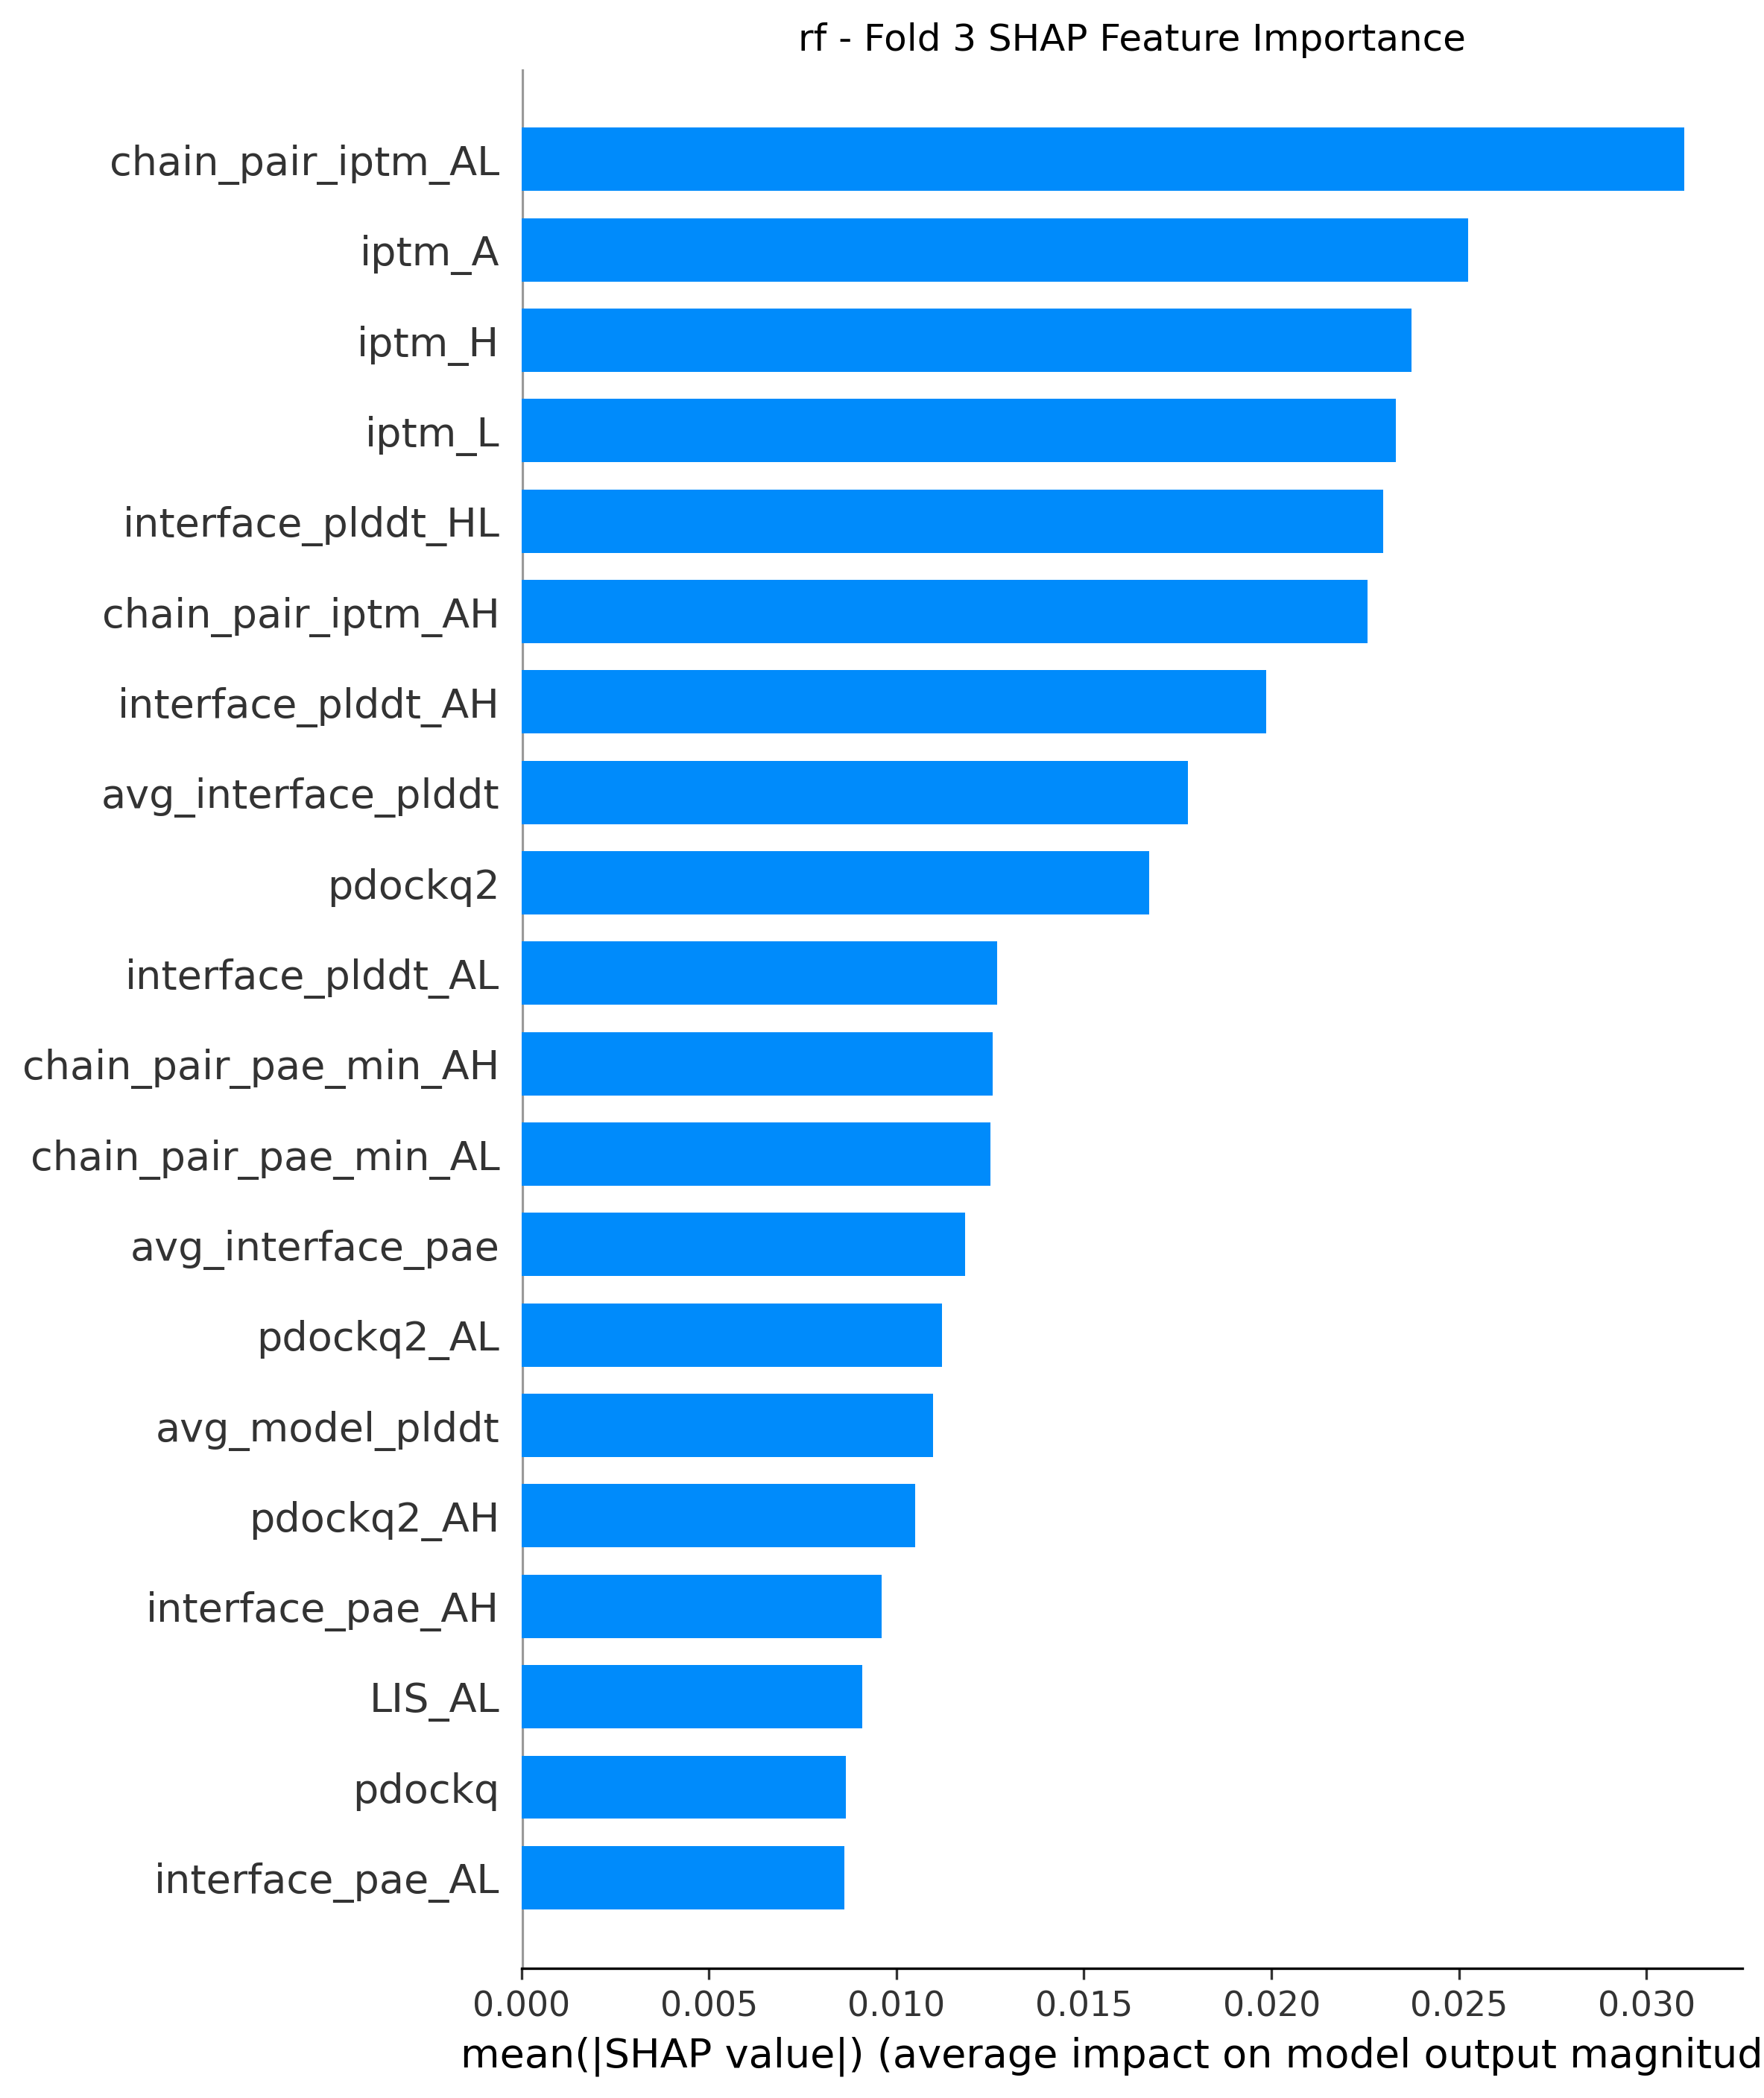 rf - Fold 3 SHAP Feature Importance
chain_pair_iptm_AL
iptm_A
iptm_H
iptm_L
interface_plddt_HL
chain_pair_iptm_AH
interface_plddt_AH
avg_interface_plddt
pdockq2
interface_plddt_AL
chain_pair_pae_min_AH
chain_pair_pae_min_AL
avg_interface_pae
pdockq2_AL
avg_model_plddt
pdockq2_AH
interface_pae_AH
LIS_AL
pdockq
interface_pae_AL
0.000 0.005 0.010 0.015 0.020 0.025 0.030
mean(|SHAP value|) (average impact on model output magnitud